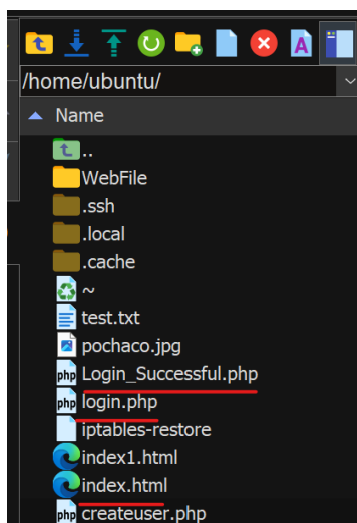 /home/ubuntu/
Name
..
WebFile
.ssh
.local
.cache
~
test.txt
pochaco.jpg
php Login_Successful.php
php login.php
iptables-restore
index1.html
index.html
php createuser.php